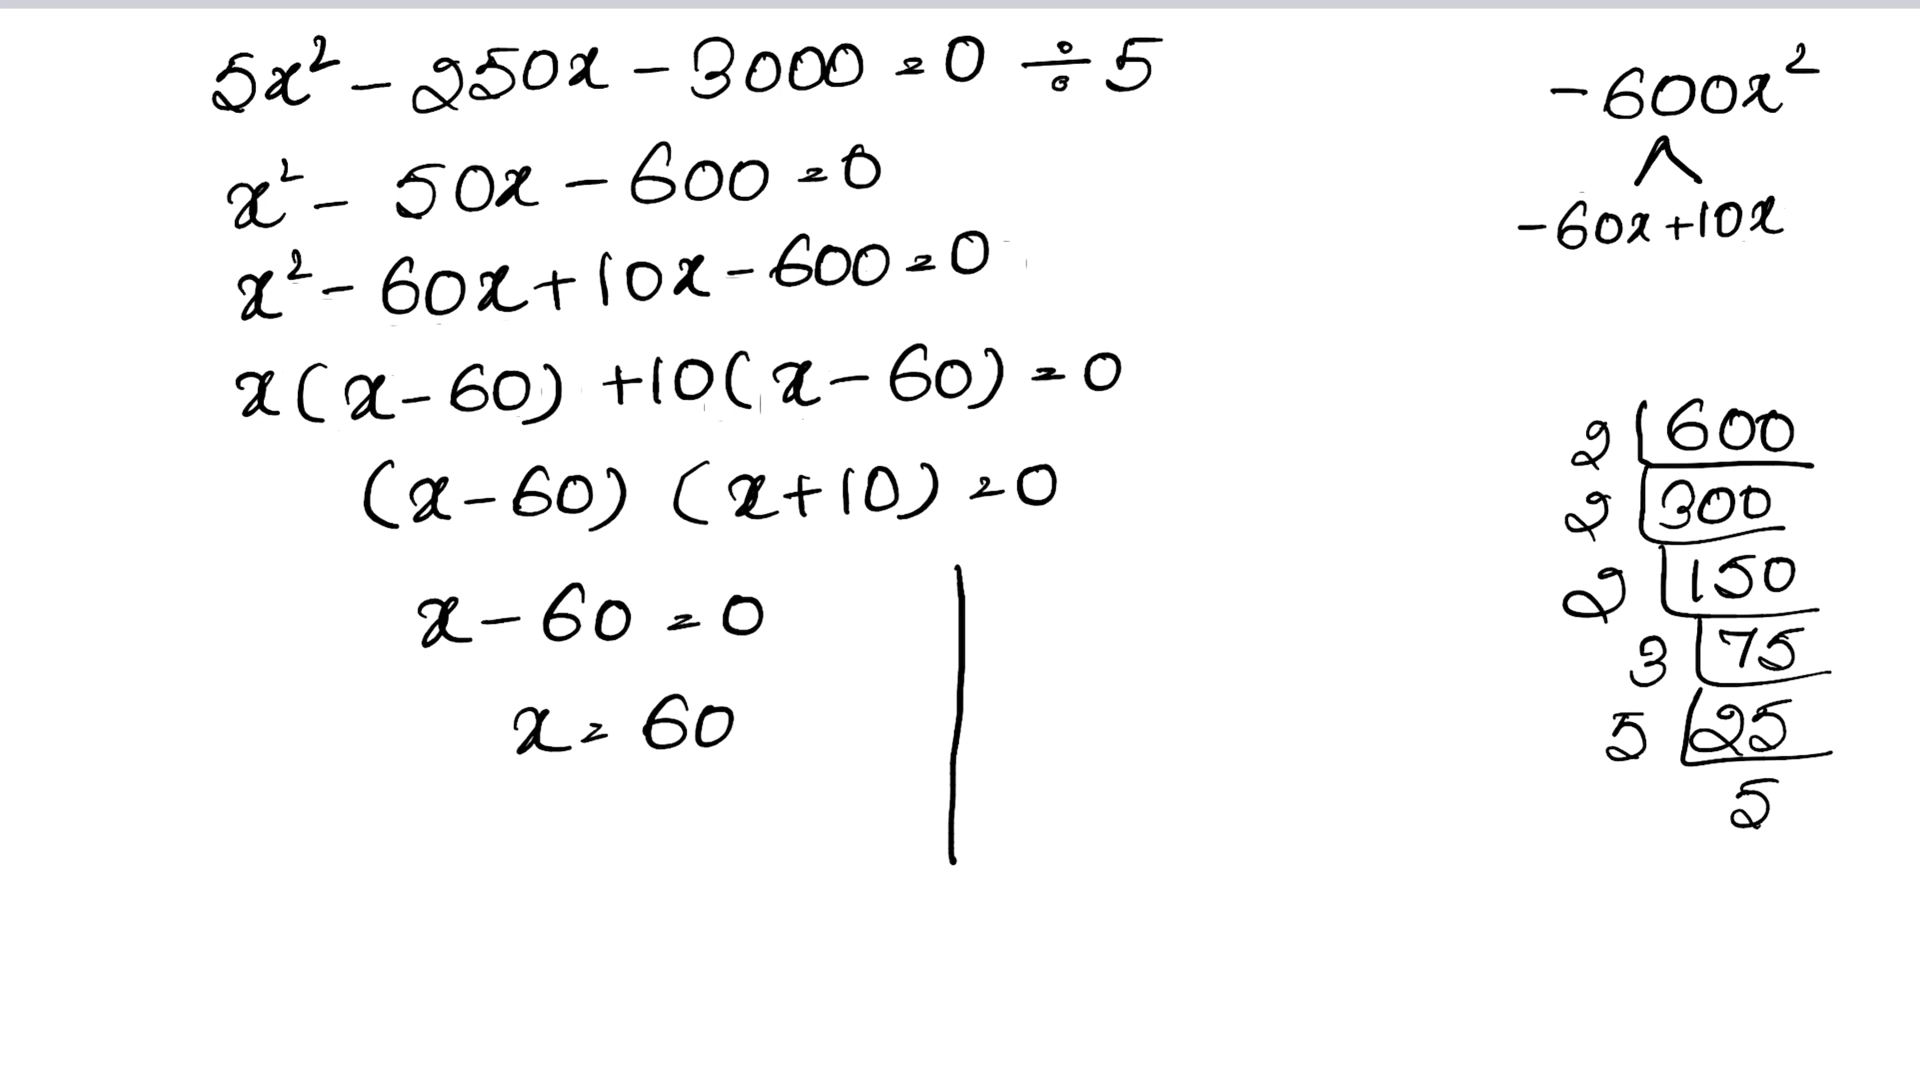 5x² - 250x - 3000 = 0 ÷ 5
x² - 50x - 600 = 0
x² - 60x + 10x - 600 = 0
x(x - 60) + 10(x - 60) = 0
(x - 60) (x + 10) = 0
x - 60 = 0
x = 60
-600x²
-60x + 10x
2 | 600
2 | 300
2 | 150
3 | 75
5 | 25
5